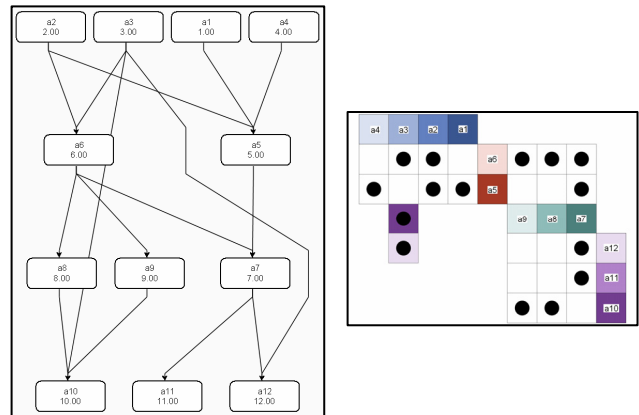 a2 a3 a1 a4
2.00 3.00 1.00 4.00
a6 a5
6.00 5.00
a8 a9 a7
8.00 9.00 7.00
a10 a11 a12
10.00 11.00 12.00
a4 a3 a2 a1
a6
a5
a9 a8 a7
a12
a11
a10